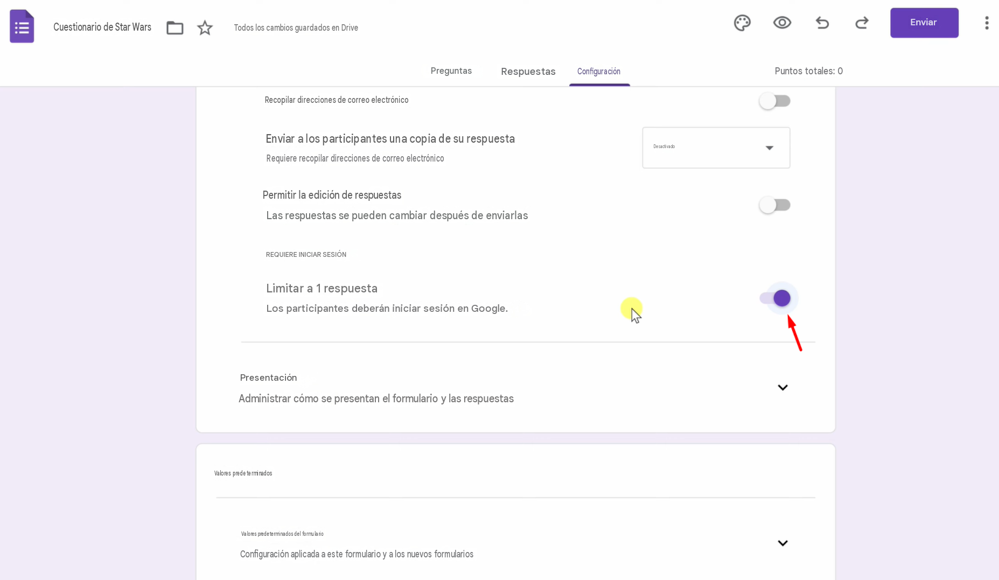 Cuestionario de Star Wars
Todos los cambios guardados en Drive
Enviar
Preguntas
Respuestas
Configuración
Puntos totales: 0
Recopilar direcciones de correo electrónico
Enviar a los participantes una copia de su respuesta
Requiere recopilar direcciones de correo electrónico
Desactivado
Permitir la edición de respuestas
Las respuestas se pueden cambiar después de enviarlas
REQUIERE INICIAR SESIÓN
Limitar a 1 respuesta
Los participantes deberán iniciar sesión en Google.
Presentación
Administrar cómo se presentan el formulario y las respuestas
Valores predeterminados
Valores predeterminados del formulario
Configuración aplicada a este formulario y a los nuevos formularios